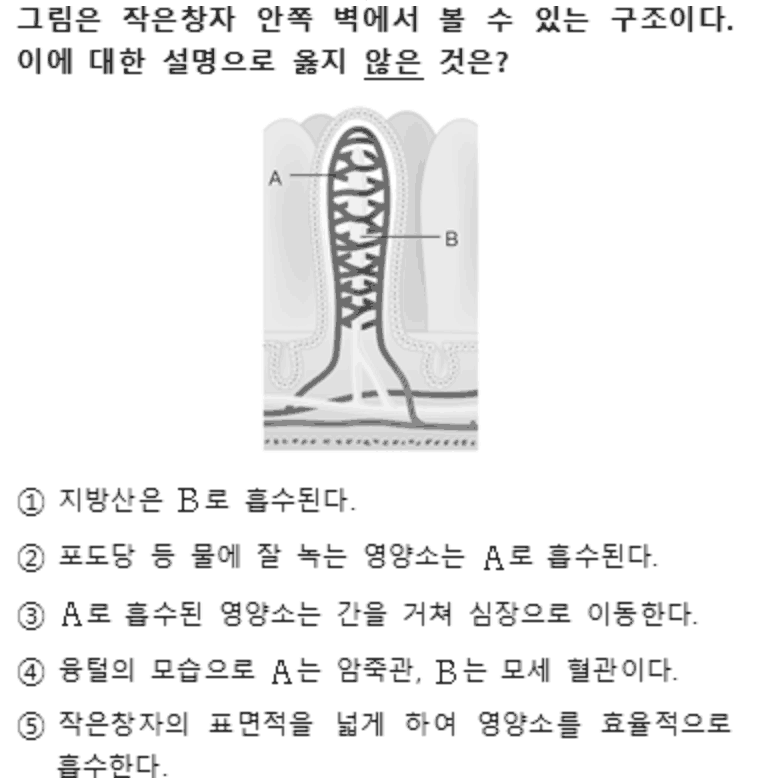 그림은 작은창자 안쪽 벽에서 볼 수 있는 구조이다.
이에 대한 설명으로 옳지 않은 것은?
A
B
① 지방산은 B로 흡수된다.
② 포도당 등 물에 잘 녹는 영양소는 A로 흡수된다.
③ A로 흡수된 영양소는 간을 거쳐 심장으로 이동한다.
④ 융털의 모습으로 A는 암죽관, B는 모세 혈관이다.
⑤ 작은창자의 표면적을 넓게 하여 영양소를 효율적으로
흡수한다.